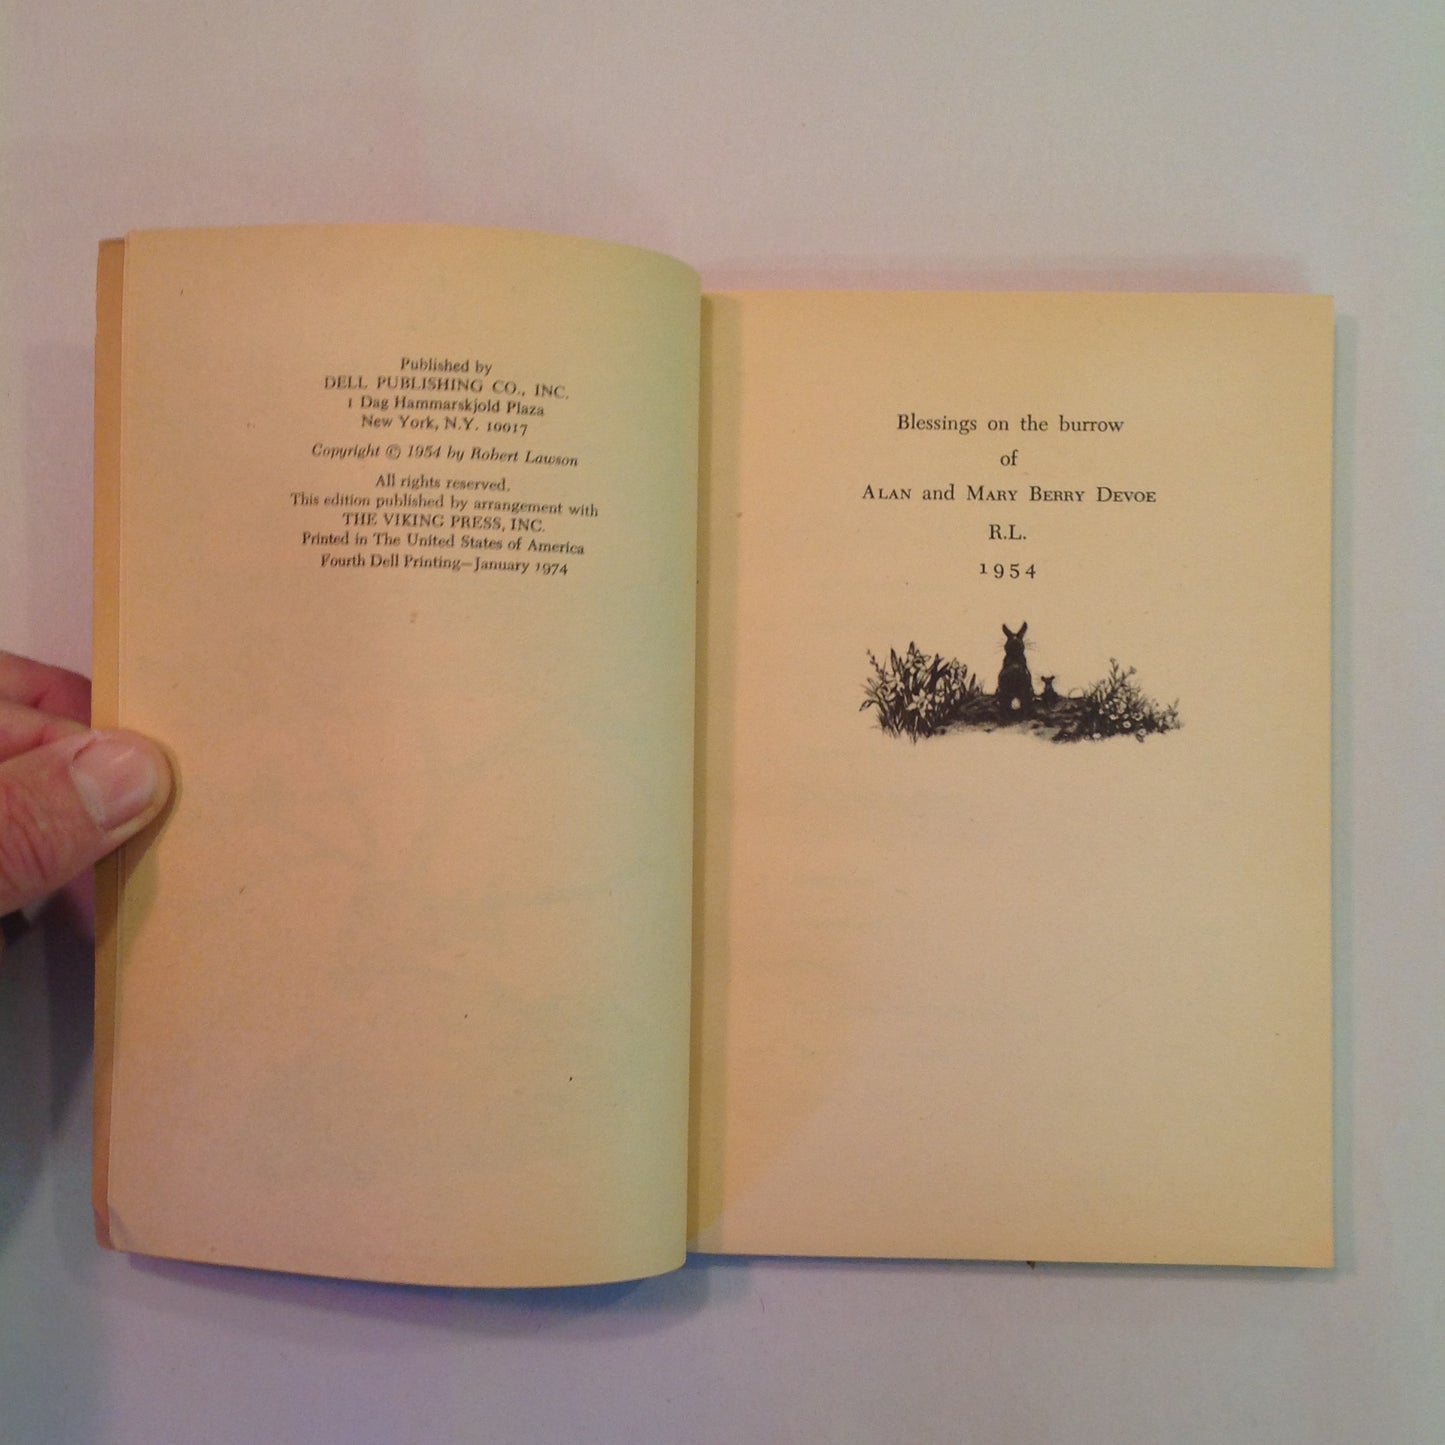 Published by
DELL PUBLISHING CO., INC.
1 Dag Hammarskjold Plaza
New York, N.Y. 10017
Copyright © 1954 by Robert Lawson
All rights reserved.
This edition published by arrangement with
THE VIKING PRESS, INC.
Printed in The United States of America
Fourth Dell Printing—January 1974
Blessings on the burrow
of
ALAN and MARY BERRY DEVOE
R.L.
1954